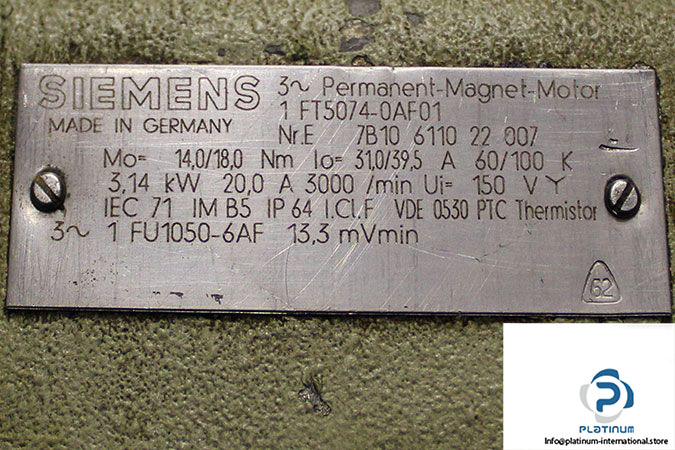 SIEMENS 3~ Permanent-Magnet-Motor
1 FT5074-0AF01
MADE IN GERMANY Nr.E 7B10 6110 22 007
Mo= 14,0/18,0 Nm Io= 31,0/39,5 A 60/100 K
3,14 kW 20,0 A 3000 /min Ui= 150 V Y
IEC 71 IM B5 IP 64 I.Cl.F VDE 0530 PTC Thermistor
3~ 1 FU1050-6AF 13,3 mVmin
52
PLATINUM
Info@platinum-international.store